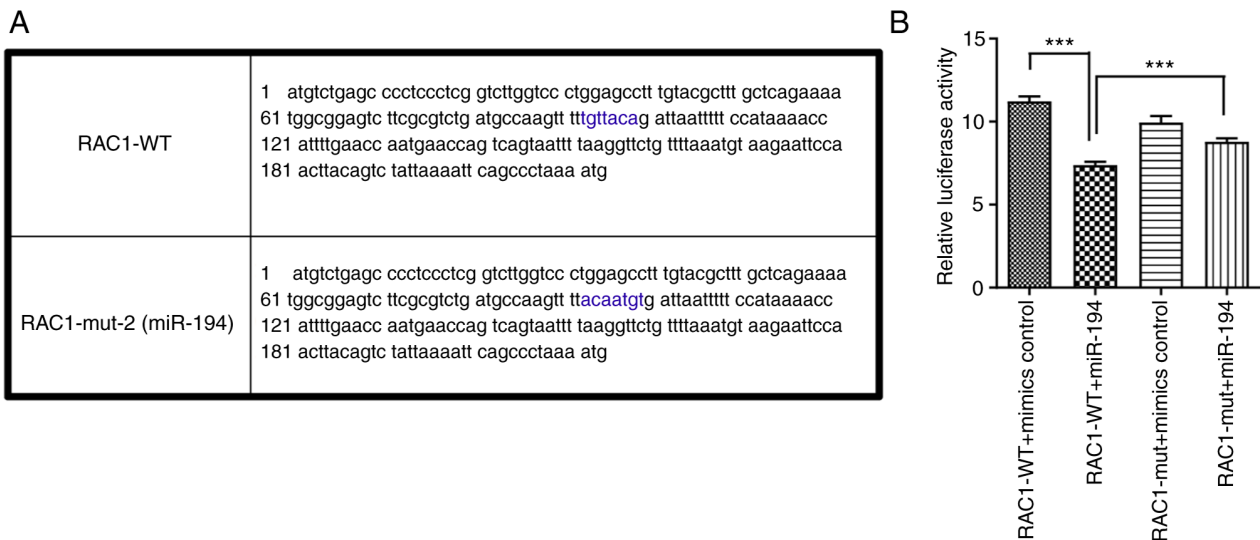 A
RAC1-WT
1 atgtctgagc ccctccctcg gtcttggtcc ctggagcctt tgtacgcttt gctcagaaaa
61 tggcggagtc ttcgcgtctg atgccaagtt tttgttacag attaattttt ccataaaacc
121 attttgaacc aatgaaccag tcagtaattt taaggttctg ttttaaatgt aagaattcca
181 acttacagtc tattaaaatt cagccctaaa atg
RAC1-mut-2 (miR-194)
1 atgtctgagc ccctccctcg gtcttggtcc ctggagcctt tgtacgcttt gctcagaaaa
61 tggcggagtc ttcgcgtctg atgccaagtt ttacaatgtg attaattttt ccataaaacc
121 attttgaacc aatgaaccag tcagtaattt taaggttctg ttttaaatgt aagaattcca
181 acttacagtc tattaaaatt cagccctaaa atg
B
Relative luciferase activity
15
10
5
0
***
***
RAC1-WT+mimics control
RAC1-WT+miR-194
RAC1-mut+mimics control
RAC1-mut+miR-194